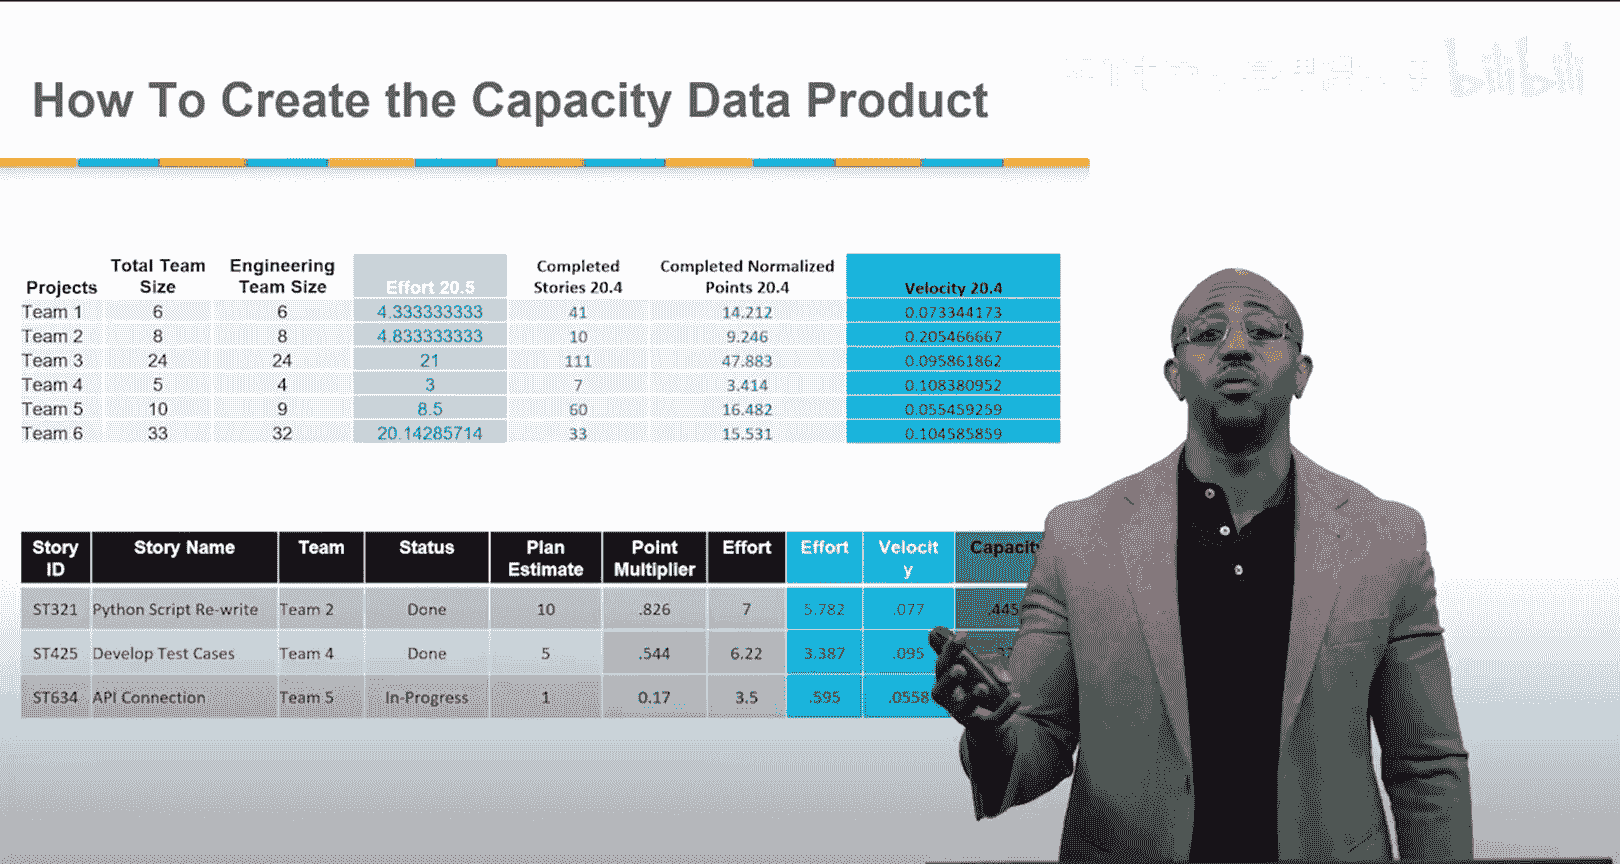 bilibili
How To Create the Capacity Data Product
Projects Total Team Size Engineering Team Size Effort 20.5 Completed Stories 20.4 Completed Normalized Points 20.4 Velocity 20.4
Team 1 6 6 4.333333333 41 14.212 0.073344173
Team 2 8 8 4.833333333 10 9.246 0.205466667
Team 3 24 24 21 111 47.883 0.095861862
Team 4 5 4 3 7 3.414 0.108380952
Team 5 10 9 8.5 60 16.482 0.055459259
Team 6 33 32 20.14285714 33 15.531 0.104585859
Story ID Story Name Team Status Plan Estimate Point Multiplier Effort Effort Velocity Capacity
ST321 Python Script Re-write Team 2 Done 10 .826 7 5.782 .077 .445
ST425 Develop Test Cases Team 4 Done 5 .544 6.22 3.387 .095
ST634 API Connection Team 5 In-Progress 1 0.17 3.5 .595 .0558